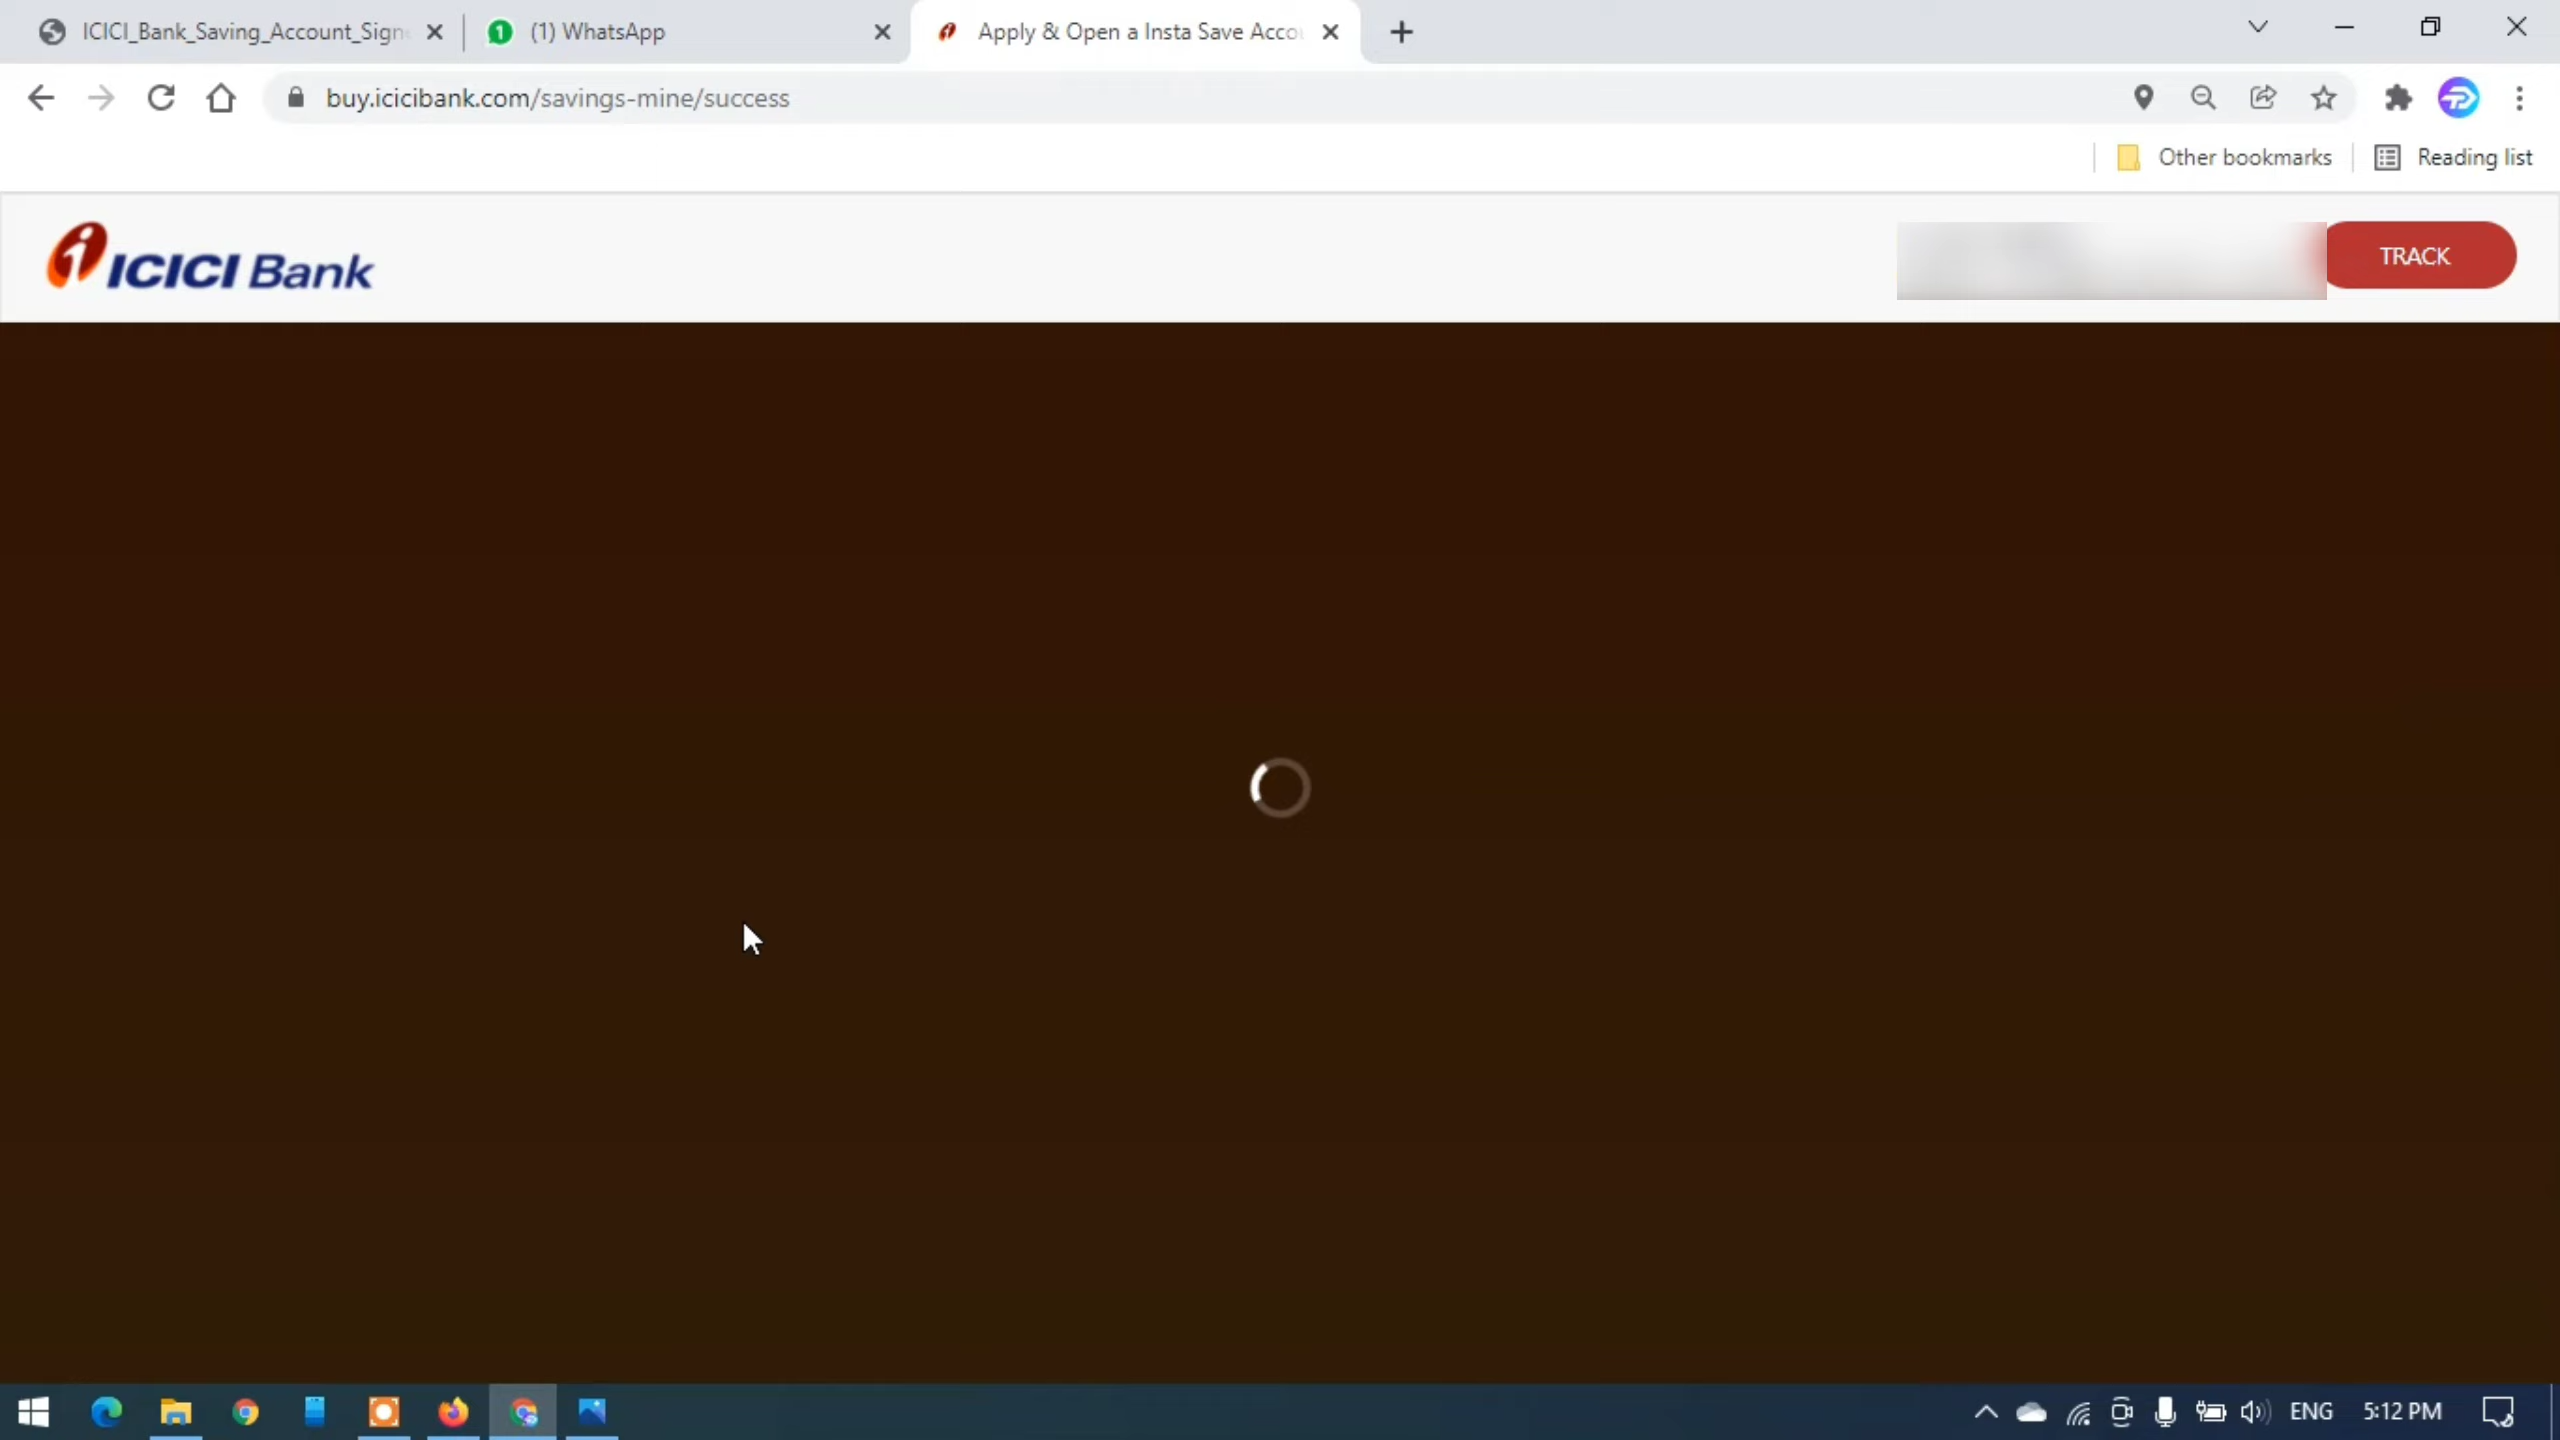 ICICI_Bank_Saving_Account_Sign
1 (1) WhatsApp
Apply & Open a Insta Save Acco
buy.icicibank.com/savings-mine/success
Other bookmarks
Reading list
ICICI Bank
TRACK
ENG
5:12 PM